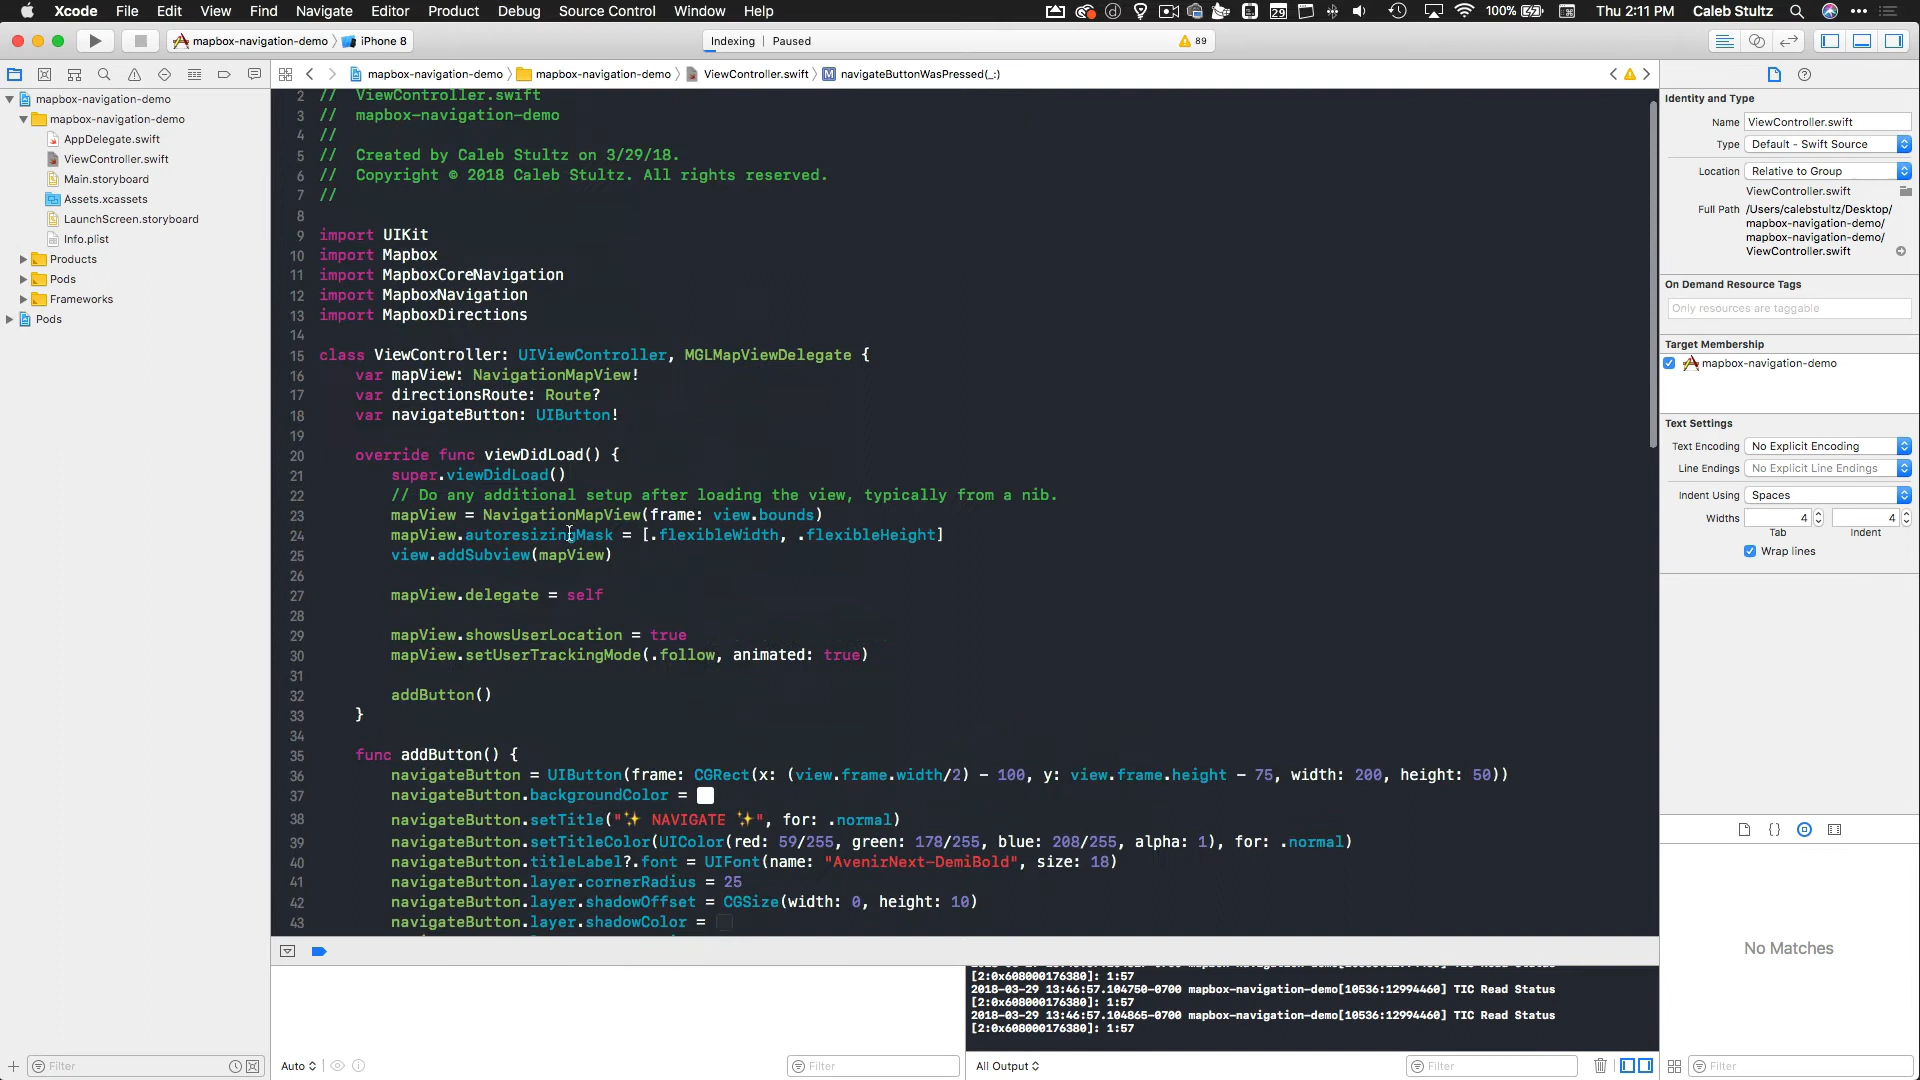 Xcode File Edit View Find Navigate Editor Product Debug Source Control Window Help
29 100% Thu 2:11 PM Caleb Stultz
mapbox-navigation-demo iPhone 8
Indexing Paused 89
mapbox-navigation-demo mapbox-navigation-demo ViewController.swift M navigateButtonWasPressed(_:)
mapbox-navigation-demo
mapbox-navigation-demo
AppDelegate.swift
ViewController.swift
Main.storyboard
Assets.xcassets
LaunchScreen.storyboard
Info.plist
Products
Pods
Frameworks
Pods
2 // ViewController.swift
3 // mapbox-navigation-demo
4 //
5 // Created by Caleb Stultz on 3/29/18.
6 // Copyright © 2018 Caleb Stultz. All rights reserved.
7 //
8
9 import UIKit
10 import Mapbox
11 import MapboxCoreNavigation
12 import MapboxNavigation
13 import MapboxDirections
14
15 class ViewController: UIViewController, MGLMapViewDelegate {
16 var mapView: NavigationMapView!
17 var directionsRoute: Route?
18 var navigateButton: UIButton!
19
20 override func viewDidLoad() {
21 super.viewDidLoad()
22 // Do any additional setup after loading the view, typically from a nib.
23 mapView = NavigationMapView(frame: view.bounds)
24 mapView.autoresizingMask = [.flexibleWidth, .flexibleHeight]
25 view.addSubview(mapView)
26
27 mapView.delegate = self
28
29 mapView.showsUserLocation = true
30 mapView.setUserTrackingMode(.follow, animated: true)
31
32 addButton()
33 }
34
35 func addButton() {
36 navigateButton = UIButton(frame: CGRect(x: (view.frame.width/2) - 100, y: view.frame.height - 75, width: 200, height: 50))
37 navigateButton.backgroundColor =
38 navigateButton.setTitle("✨ NAVIGATE ✨", for: .normal)
39 navigateButton.setTitleColor(UIColor(red: 59/255, green: 178/255, blue: 208/255, alpha: 1), for: .normal)
40 navigateButton.titleLabel?.font = UIFont(name: "AvenirNext-DemiBold", size: 18)
41 navigateButton.layer.cornerRadius = 25
42 navigateButton.layer.shadowOffset = CGSize(width: 0, height: 10)
43 navigateButton.layer.shadowColor =
Identity and Type
Name ViewController.swift
Type Default - Swift Source
Location Relative to Group
ViewController.swift
Full Path /Users/calebstultz/Desktop/
mapbox-navigation-demo/
mapbox-navigation-demo/
ViewController.swift
On Demand Resource Tags
Only resources are taggable
Target Membership
mapbox-navigation-demo
Text Settings
Text Encoding No Explicit Encoding
Line Endings No Explicit Line Endings
Indent Using Spaces
Widths 4 4
Tab Indent
Wrap lines
No Matches
[2:0x608000176380]: 1:57
2018-03-29 13:46:57.104750-0700 mapbox-navigation-demo[10536:12994460] TIC Read Status
[2:0x608000176380]: 1:57
2018-03-29 13:46:57.104865-0700 mapbox-navigation-demo[10536:12994460] TIC Read Status
[2:0x608000176380]: 1:57
Filter Auto Filter All Output Filter Filter